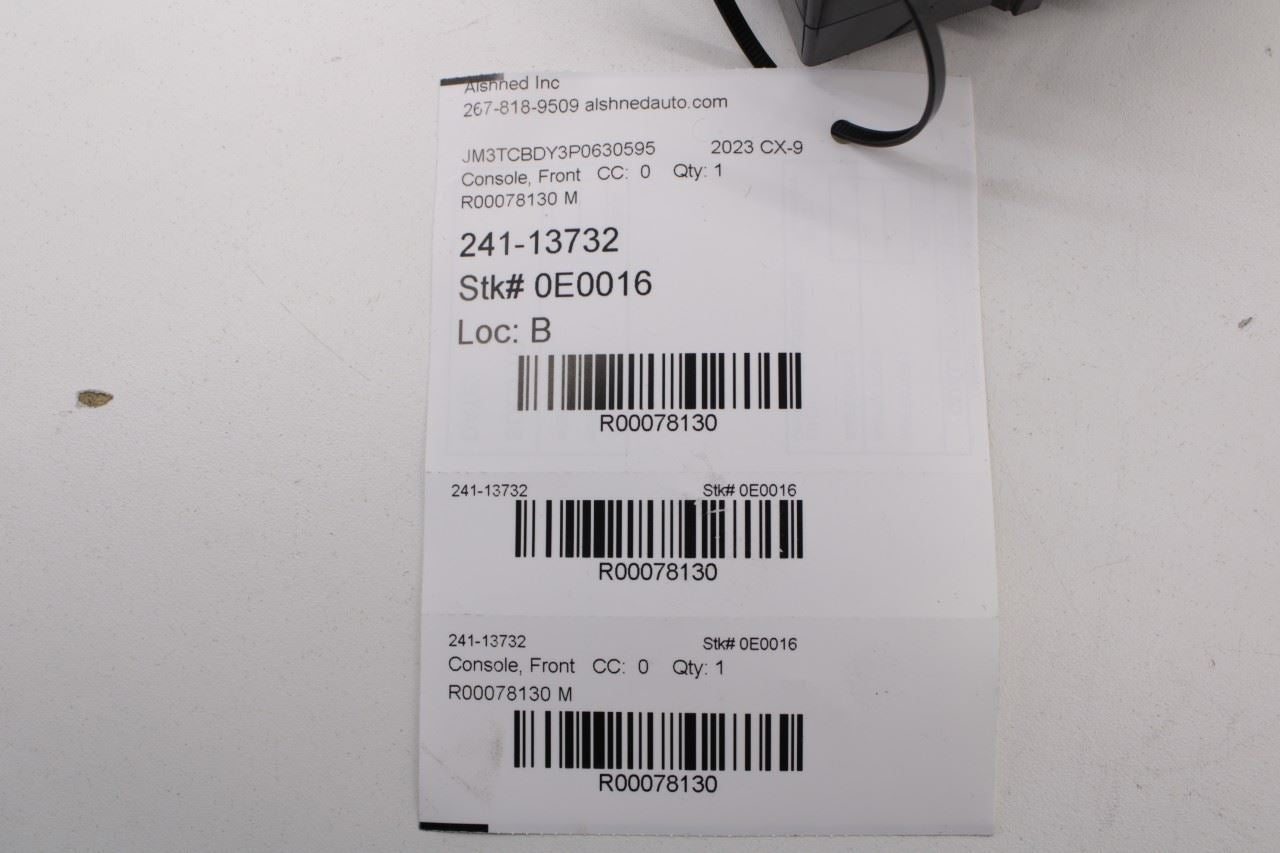 Alshned Inc
267-818-9509 alshnedauto.com
JM3TCBDY3P0630595 2023 CX-9
Console, Front CC: 0 Qty: 1
R00078130 M
241-13732
Stk# 0E0016
Loc: B
R00078130
241-13732 Stk# 0E0016
R00078130
241-13732 Stk# 0E0016
Console, Front CC: 0 Qty: 1
R00078130 M
R00078130